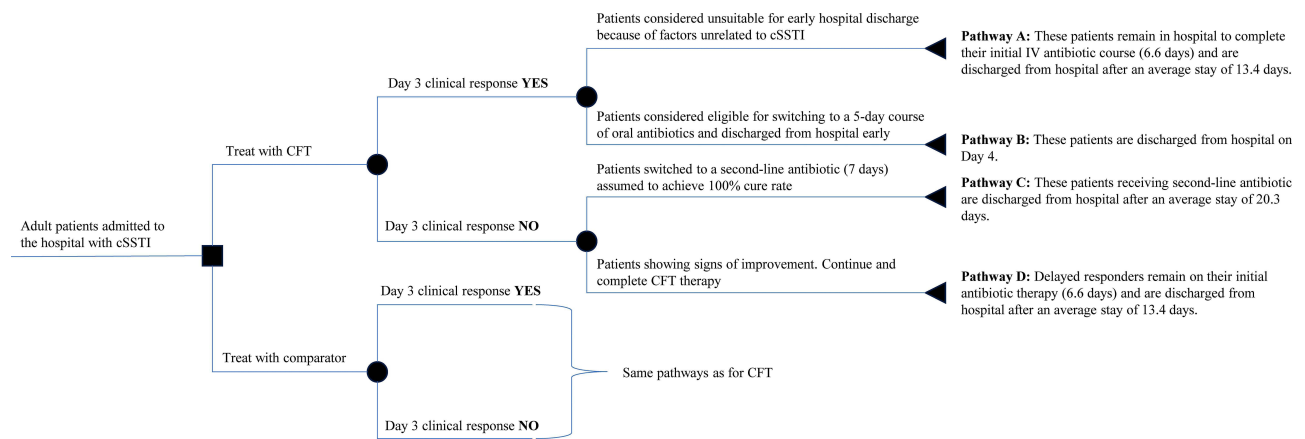 Adult patients admitted to
the hospital with cSSTI
Treat with CFT
Treat with comparator
Day 3 clinical response YES
Day 3 clinical response NO
Patients considered unsuitable for early hospital discharge
because of factors unrelated to cSSTI
Patients considered eligible for switching to a 5-day course
of oral antibiotics and discharged from hospital early
Patients switched to a second-line antibiotic (7 days)
assumed to achieve 100% cure rate
Patients showing signs of improvement. Continue and
complete CFT therapy
Pathway A: These patients remain in hospital to complete
their initial IV antibiotic course (6.6 days) and are
discharged from hospital after an average stay of 13.4 days.
Pathway B: These patients are discharged from hospital on
Day 4.
Pathway C: These patients receiving second-line antibiotic
are discharged from hospital after an average stay of 20.3
days.
Pathway D: Delayed responders remain on their initial
antibiotic therapy (6.6 days) and are discharged from
hospital after an average stay of 13.4 days.
Day 3 clinical response YES
Day 3 clinical response NO
Same pathways as for CFT